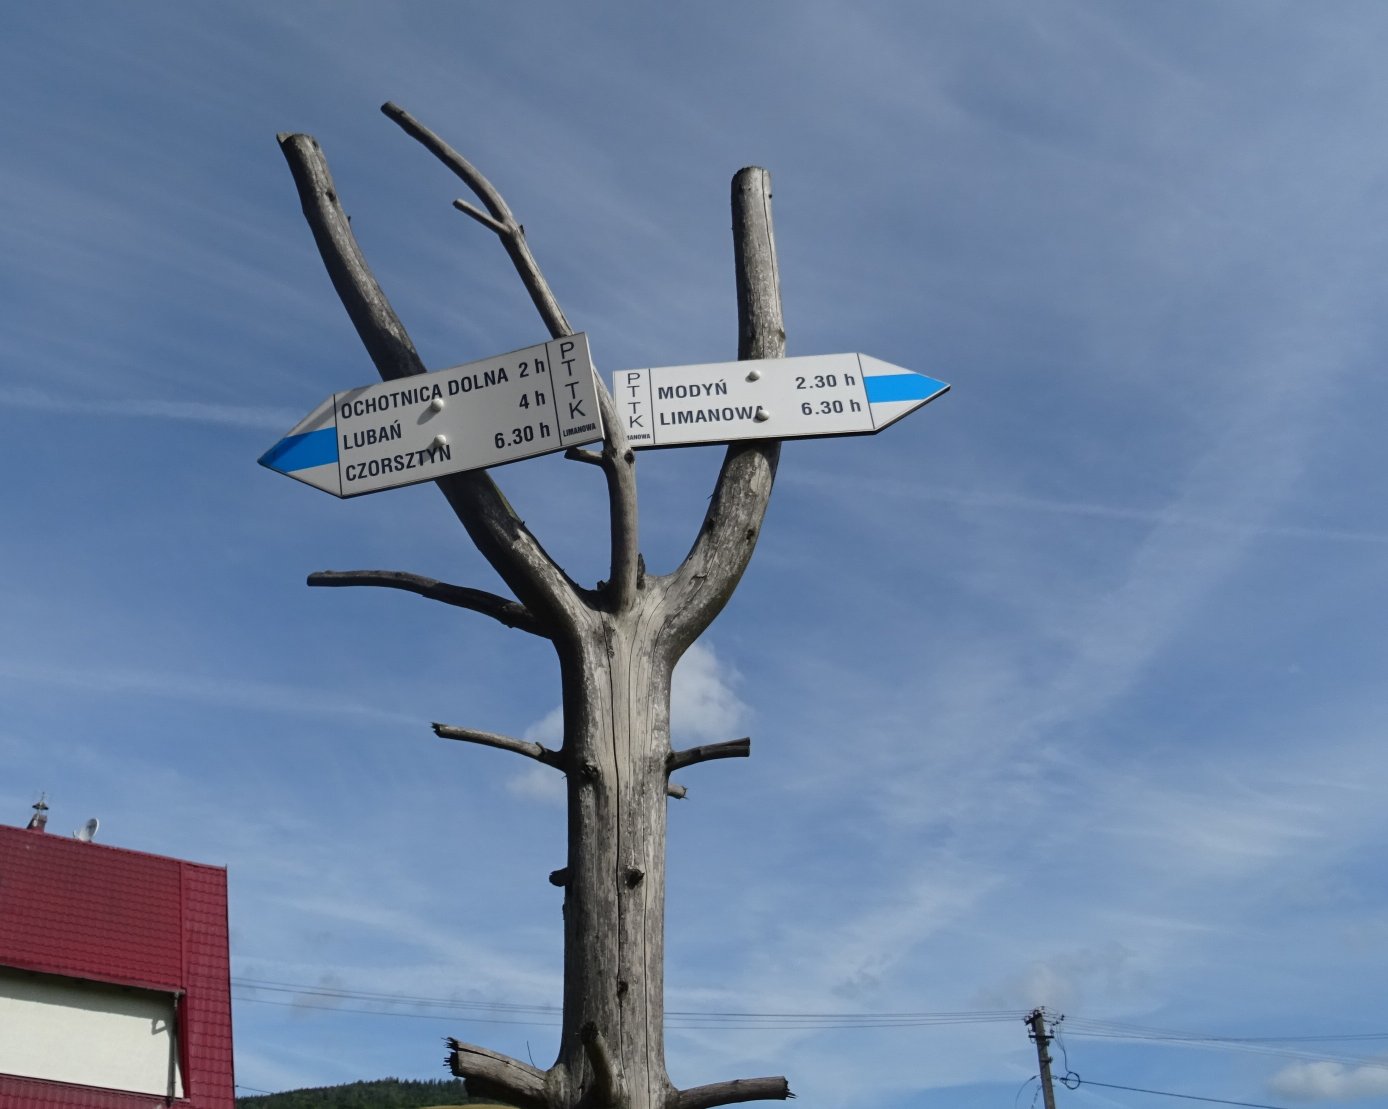 OCHOTNICA DOLNA 2 h
LUBAŃ 4 h
CZORSZTYN 6.30 h
PTTK
LIMANOWA
PTTK
MODYŃ 2.30 h
LIMANOWA 6.30 h